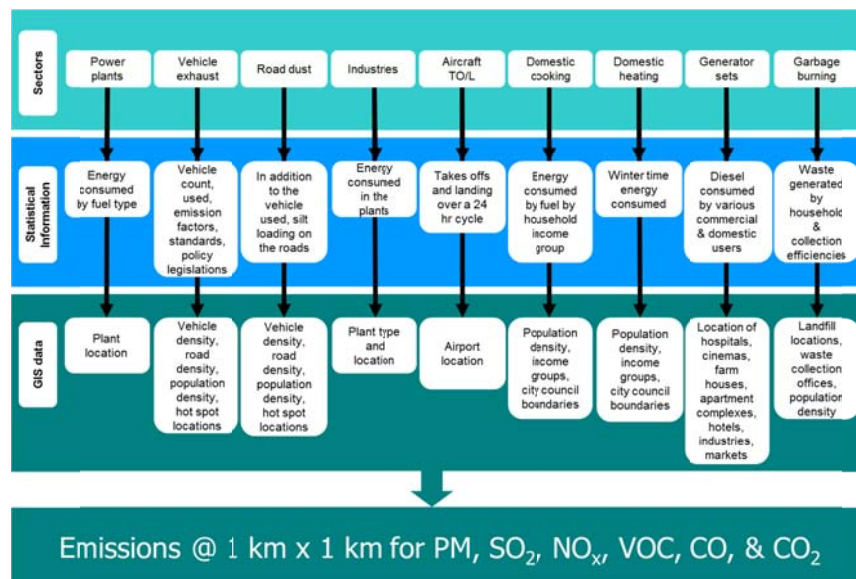 Sectors
Power
plants
Vehicle
exhaust
Road dust
Industries
Aircraft
TO/L
Domestic
cooking
Domestic
heating
Generator
sets
Garbage
burning
Statistical
Information
Energy
consumed
by fuel type
Vehicle
count,
used,
emission
factors,
standards,
policy
legislations
In addition
to the
vehicle
used, silt
loading on
the roads
Energy
consumed
in the
plants
Takes offs
and landing
over a 24
hr cycle
Energy
consumed
by fuel by
household
income
group
Winter time
energy
consumed
Diesel
consumed
by various
commercial
& domestic
users
Waste
generated
by
household
&
collection
efficiencies
GIS data
Plant
location
Vehicle
density,
road
density,
population
density,
hot spot
locations
Vehicle
density,
road
density,
population
density,
hot spot
locations
Plant type
and
location
Airport
location
Population
density,
income
groups,
city council
boundaries
Population
density,
income
groups,
city council
boundaries
Location of
hospitals,
cinemas,
farm
houses,
apartment
complexes,
hotels,
industries,
markets
Landfill
locations,
waste
collection
offices,
population
density
Emissions @ 1 km x 1 km for PM, SO₂, NOₓ, VOC, CO, & CO₂